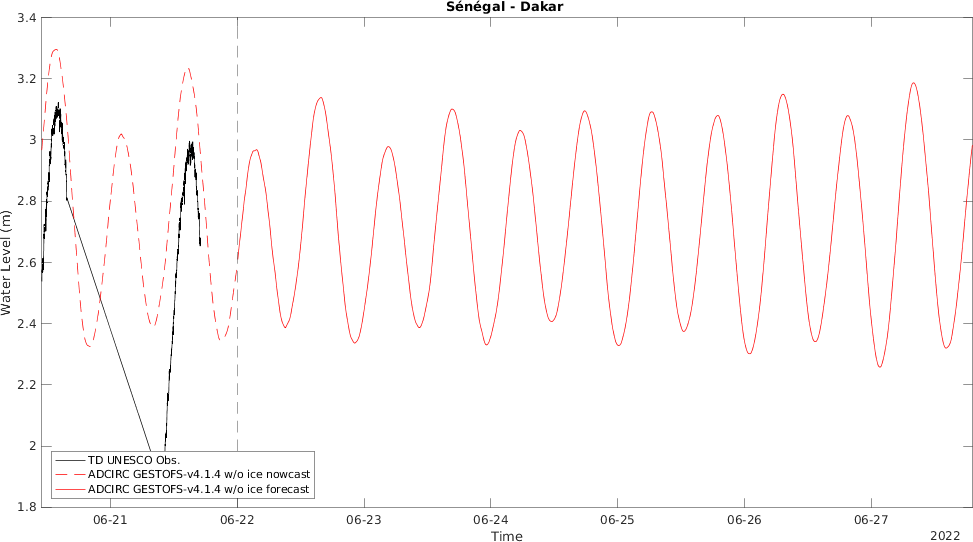 Sénégal - Dakar
3.4
3.2
3
2.8
2.6
2.4
2.2
2
1.8
Water Level (m)
TD UNESCO Obs.
ADCIRC GESTOFS-v4.1.4 w/o ice nowcast
ADCIRC GESTOFS-v4.1.4 w/o ice forecast
06-21 06-22 06-23 06-24 06-25 06-26 06-27
Time
2022